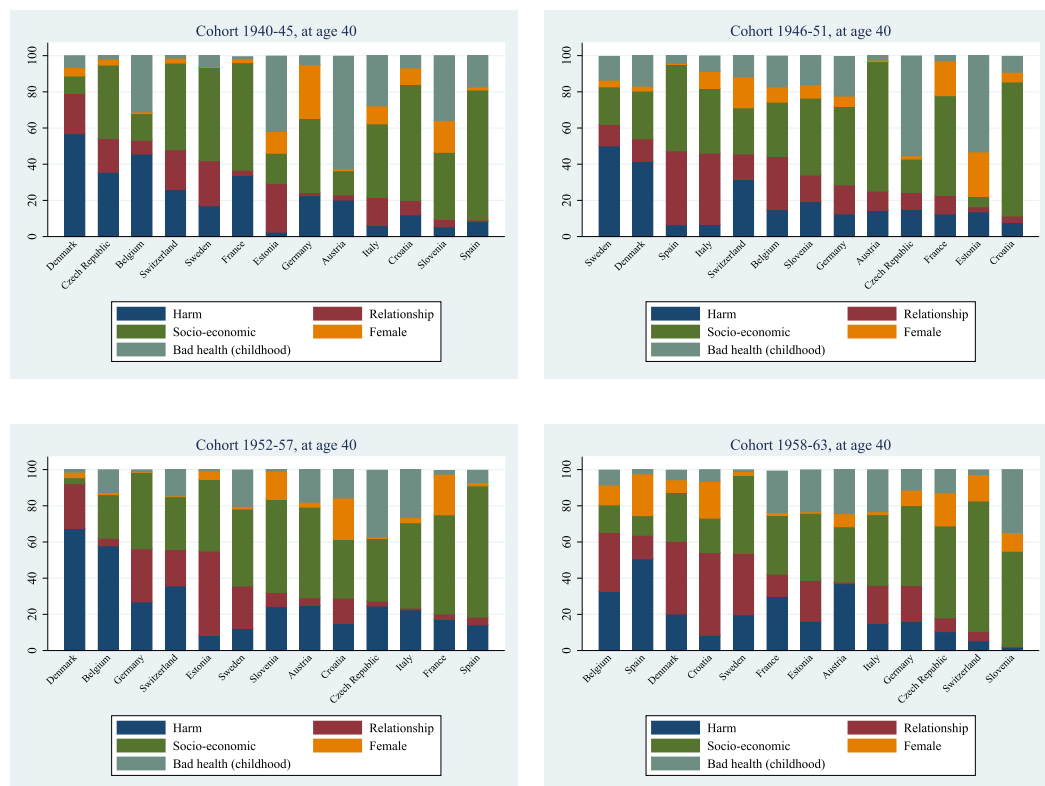 Cohort 1940-45, at age 40
0 20 40 60 80 100
Denmark Czech Republic Belgium Switzerland Sweden France Estonia Germany Austria Italy Croatia Slovenia Spain
Harm Relationship
Socio-economic Female
Bad health (childhood)
Cohort 1946-51, at age 40
0 20 40 60 80 100
Sweden Denmark Spain Italy Switzerland Belgium Slovenia Germany Austria Czech Republic France Estonia Croatia
Harm Relationship
Socio-economic Female
Bad health (childhood)
Cohort 1952-57, at age 40
0 20 40 60 80 100
Denmark Belgium Germany Switzerland Estonia Sweden Slovenia Austria Croatia Czech Republic Italy France Spain
Harm Relationship
Socio-economic Female
Bad health (childhood)
Cohort 1958-63, at age 40
0 20 40 60 80 100
Belgium Spain Denmark Croatia Sweden France Estonia Austria Italy Germany Czech Republic Switzerland Slovenia
Harm Relationship
Socio-economic Female
Bad health (childhood)